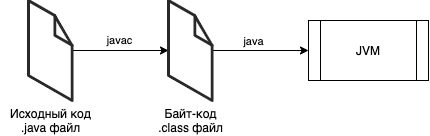 javac
java
JVM
Исходный код
.java файл
Байт-код
.class файл